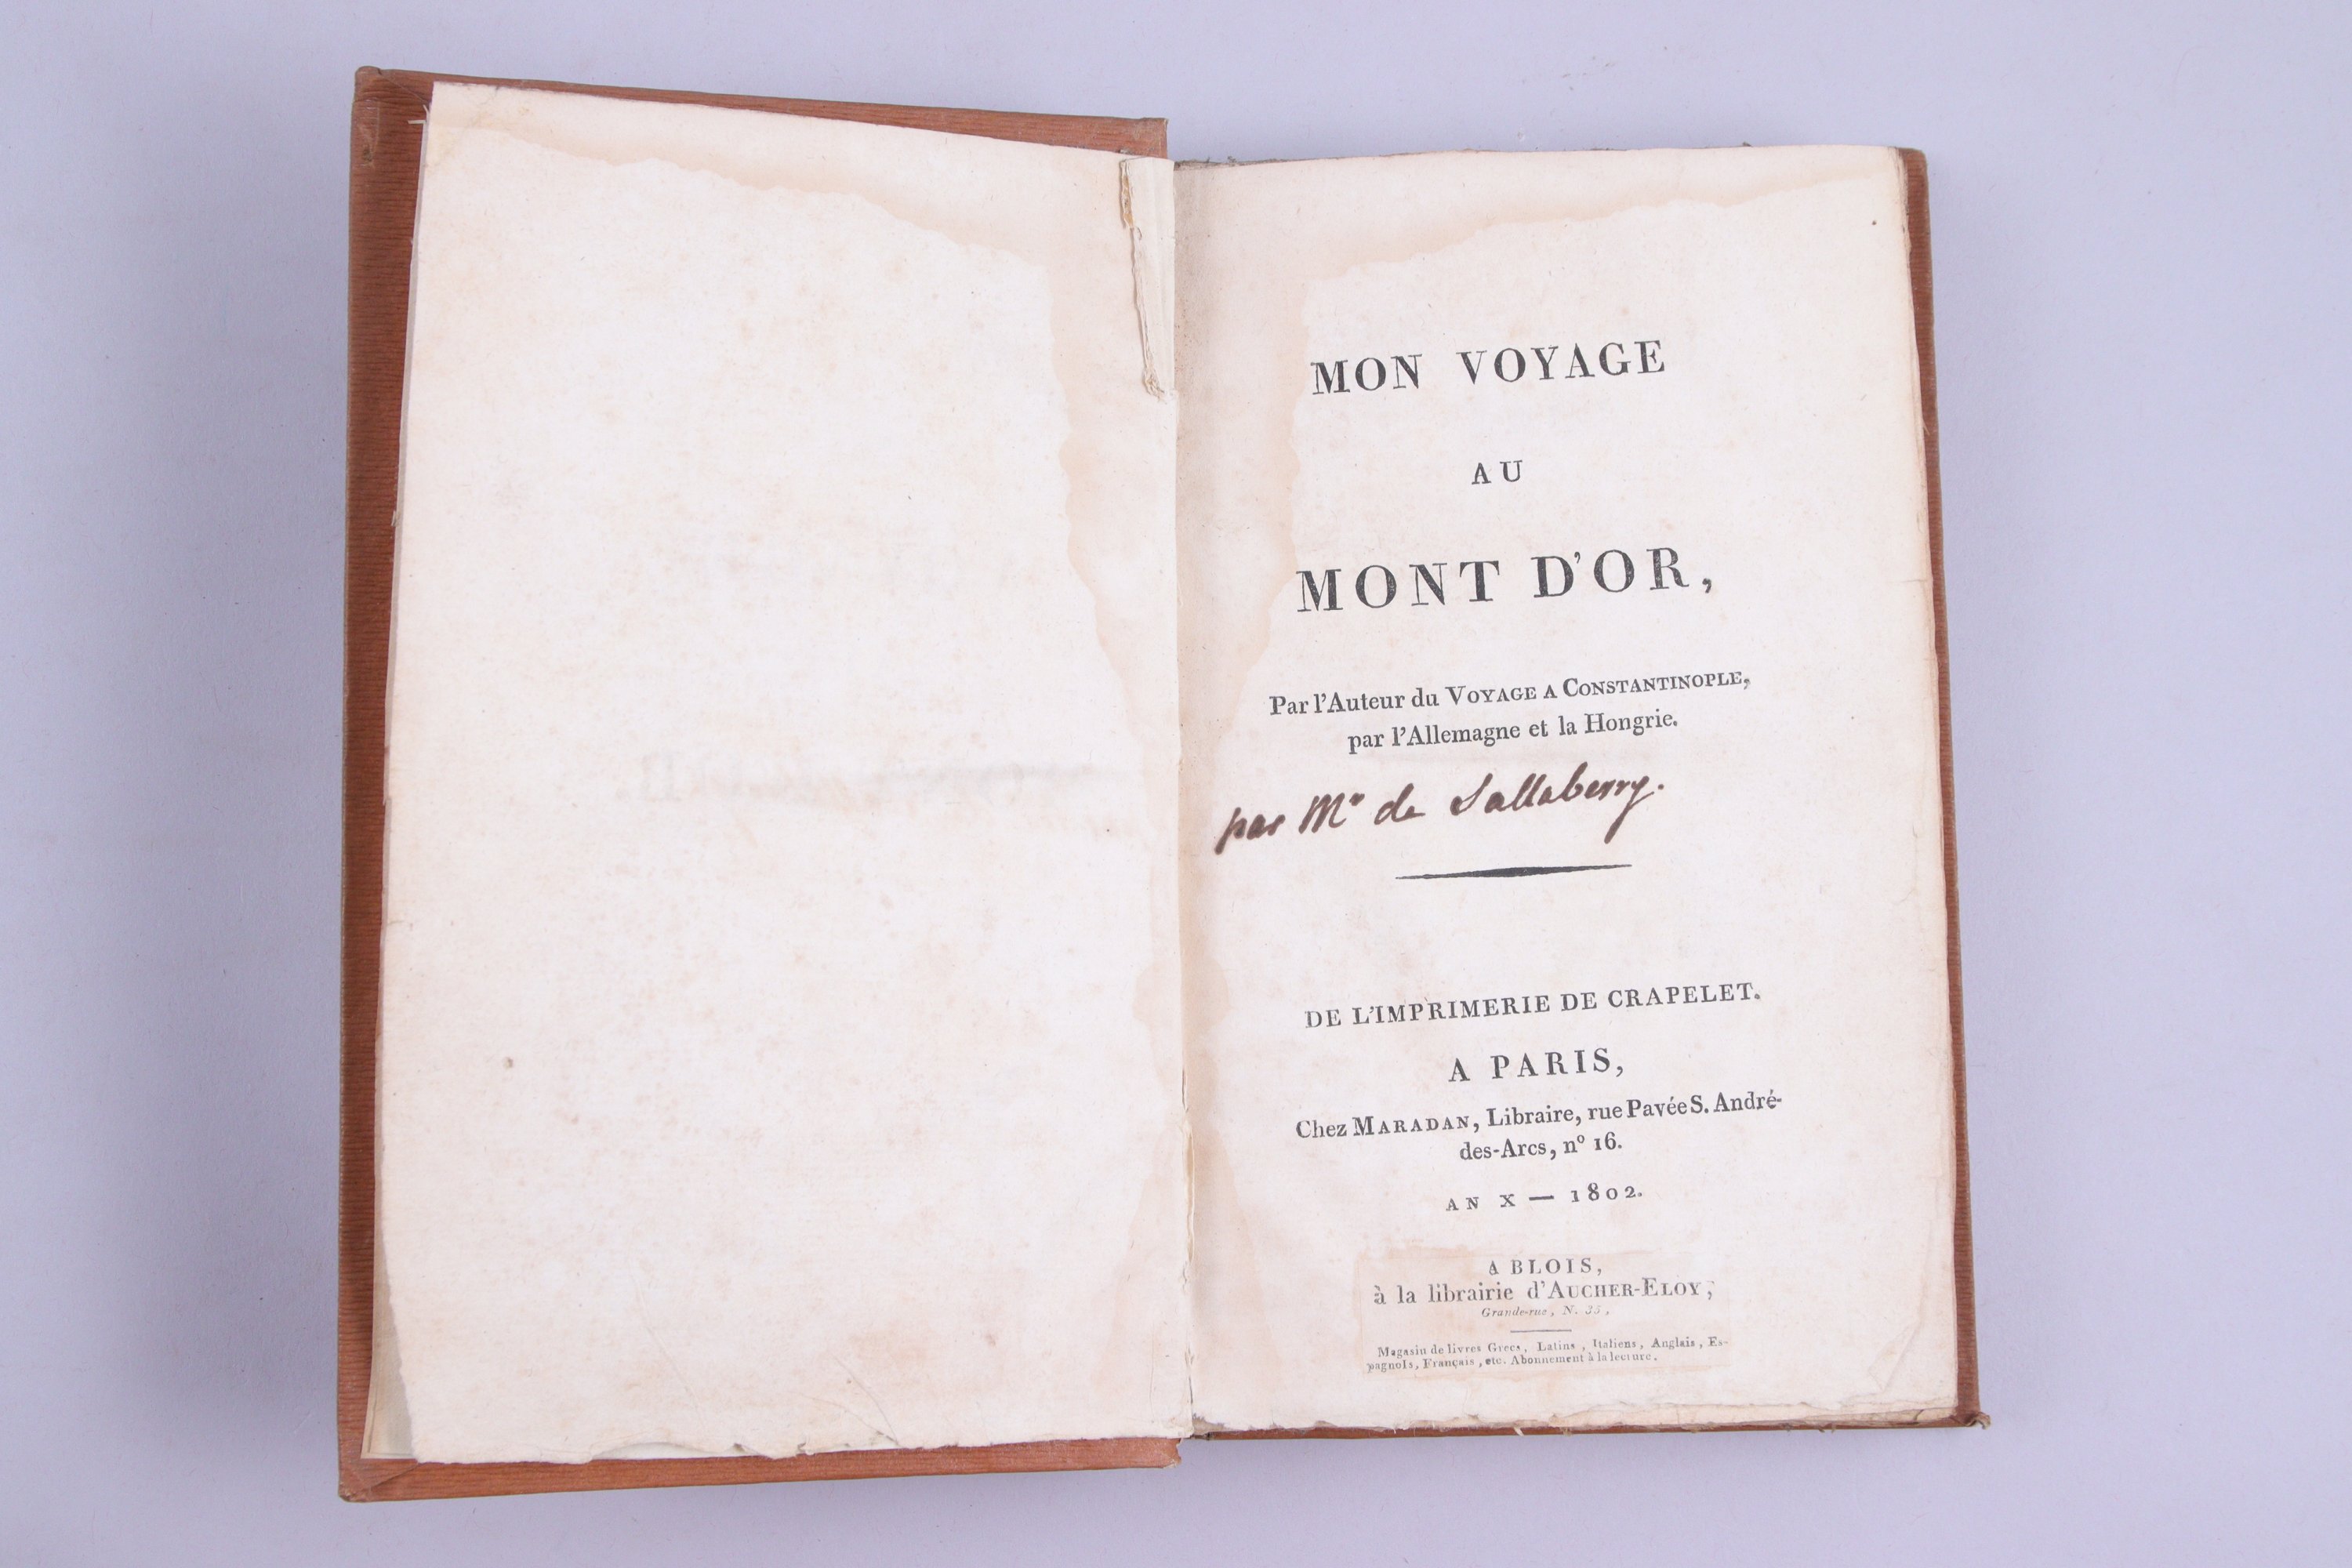 MON VOYAGE
AU
MONT D'OR,
Par l'Auteur du VOYAGE A CONSTANTINOPLE,
par l'Allemagne et la Hongrie.
par Mr de Sallaberry.
DE L'IMPRIMERIE DE CRAPELET.
A PARIS,
Chez MARADAN, Libraire, rue Pavée S. André-
des-Arcs, nº 16.
AN X — 1802.
A BLOIS,
à la librairie d'AUCHER-ELOY,
Grande-rue, N. 35,
Magasin de livres Grecs, Latins, Italiens, Anglais, Es-
pagnols, Français, etc. Abonnement à la lecture.